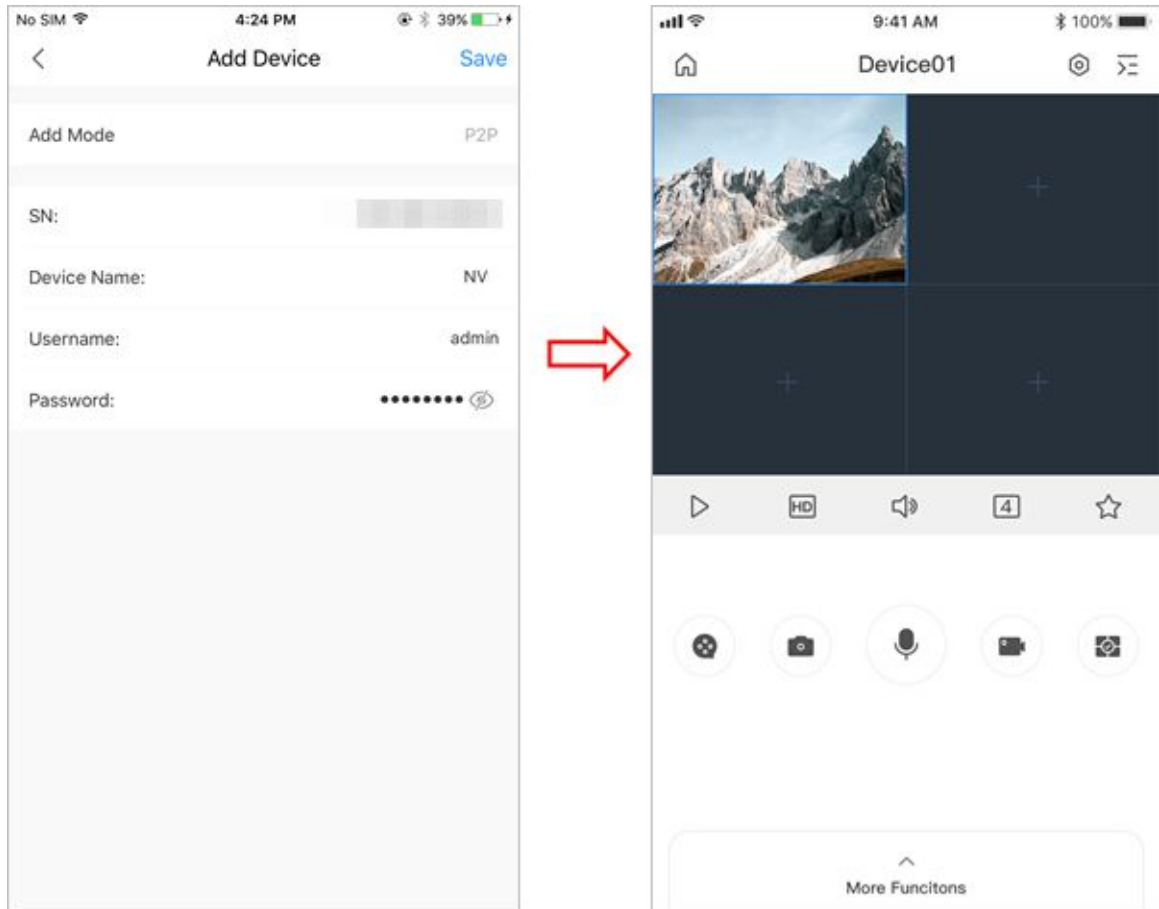 No SIM 4:24 PM 39%
Add Device Save
Add Mode P2P
SN:
Device Name: NV
Username: admin
Password: ••••••••
9:41 AM 100%
Device01
HD 4
More Funcitons